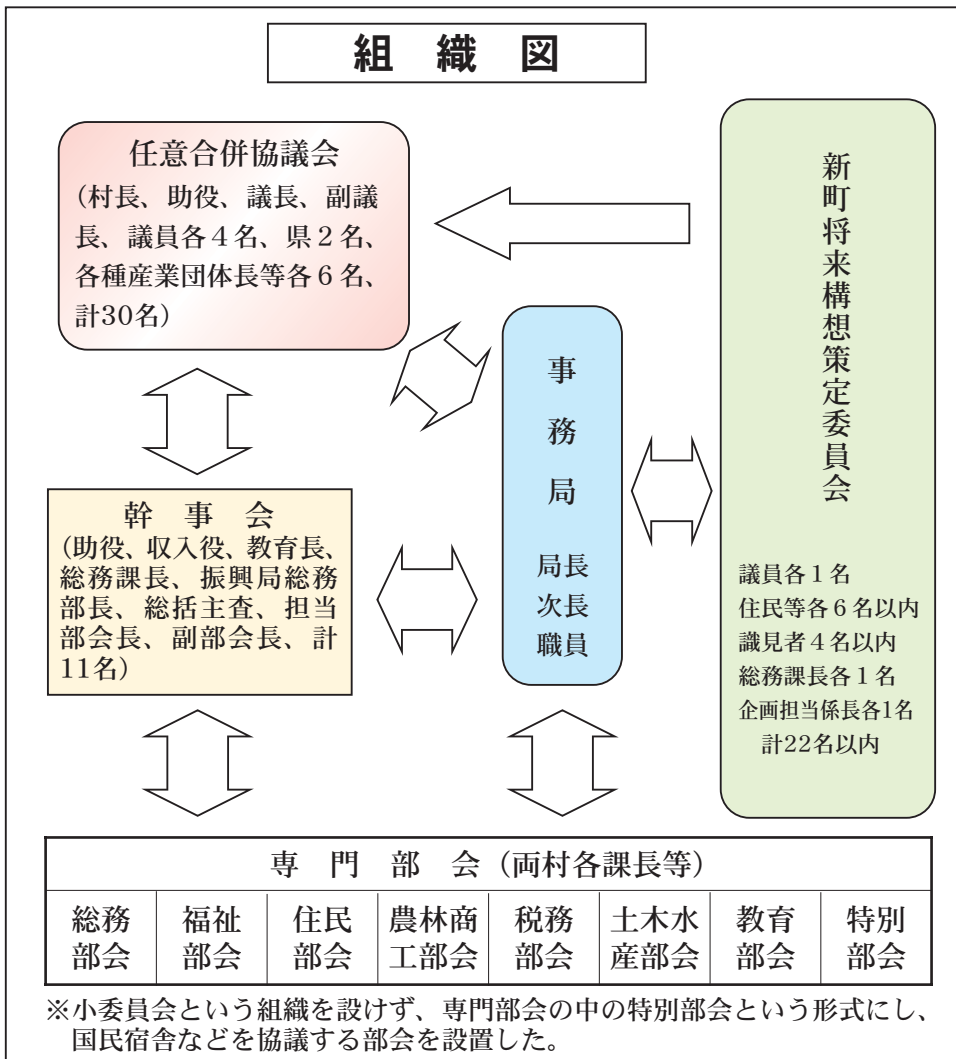 組織図
任意合併協議会
(村長、助役、議長、副議
長、議員各４名、県２名、
各種産業団体長等各６名、
計30名)
幹事会
(助役、収入役、教育長、
総務課長、振興局総務
部長、総括主査、担当
部会長、副部会長、計
11名)
事務局
局長
次長
職員
新町将来構想策定委員会
議員各１名
住民等各６名以内
識見者４名以内
総務課長各１名
企画担当係長各1名
計22名以内
専門部会(両村各課長等)
総務
部会
福祉
部会
住民
部会
農林商
工部会
税務
部会
土木水
産部会
教育
部会
特別
部会
※小委員会という組織を設けず、専門部会の中の特別部会という形式にし、
国民宿舎などを協議する部会を設置した。